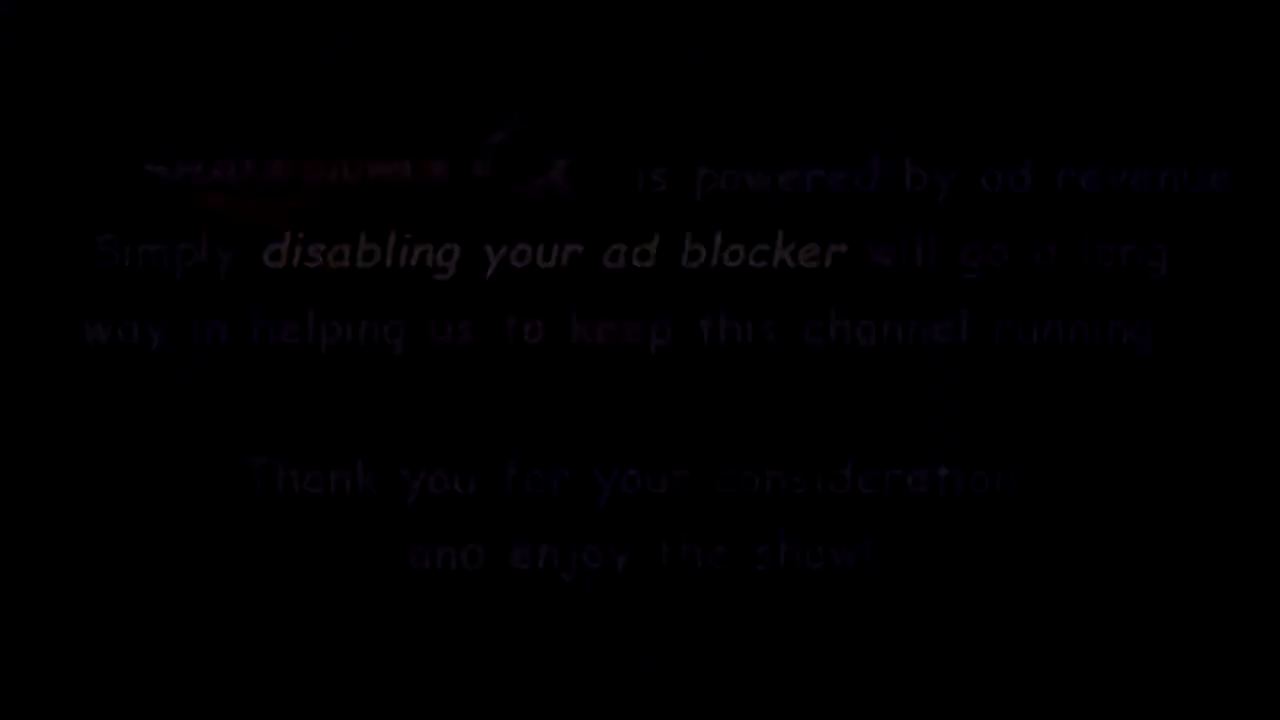 is powered by ad revenue
Simply disabling your ad blocker will go a long
way in helping us to keep this channel running
Thank you for your consideration
and enjoy the show!